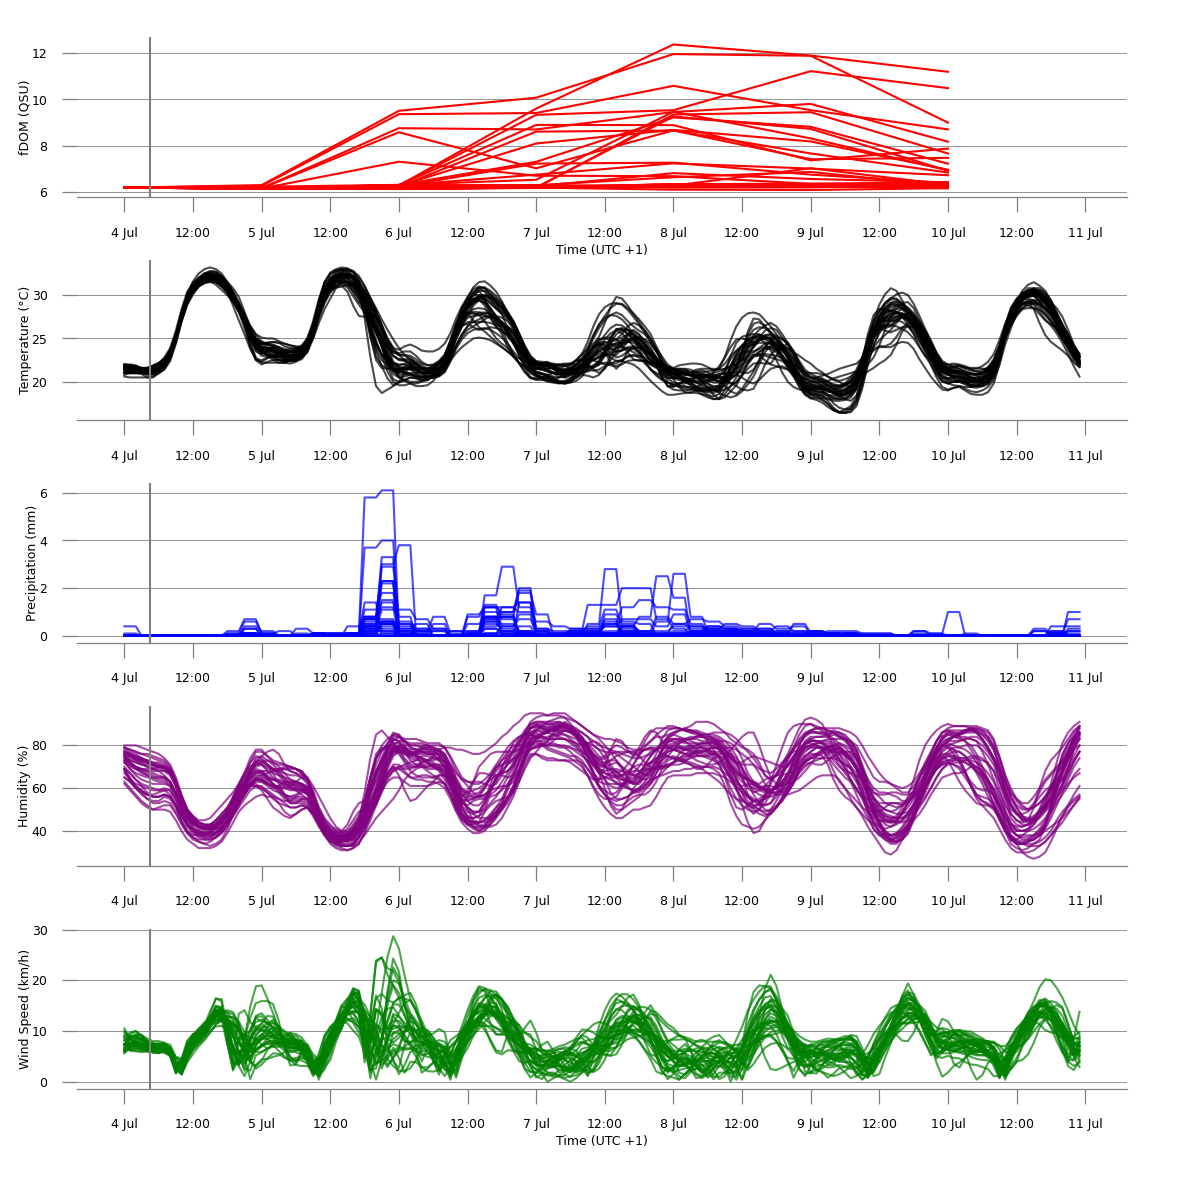 fDOM (QSU)
12
10
8
6
4 Jul 12:00 5 Jul 12:00 6 Jul 12:00 7 Jul 12:00 8 Jul 12:00 9 Jul 12:00 10 Jul 12:00 11 Jul
Time (UTC +1)
Temperature (°C)
30
25
20
4 Jul 12:00 5 Jul 12:00 6 Jul 12:00 7 Jul 12:00 8 Jul 12:00 9 Jul 12:00 10 Jul 12:00 11 Jul
Precipitation (mm)
6
4
2
0
4 Jul 12:00 5 Jul 12:00 6 Jul 12:00 7 Jul 12:00 8 Jul 12:00 9 Jul 12:00 10 Jul 12:00 11 Jul
Humidity (%)
80
60
40
4 Jul 12:00 5 Jul 12:00 6 Jul 12:00 7 Jul 12:00 8 Jul 12:00 9 Jul 12:00 10 Jul 12:00 11 Jul
Wind Speed (km/h)
30
20
10
0
4 Jul 12:00 5 Jul 12:00 6 Jul 12:00 7 Jul 12:00 8 Jul 12:00 9 Jul 12:00 10 Jul 12:00 11 Jul
Time (UTC +1)